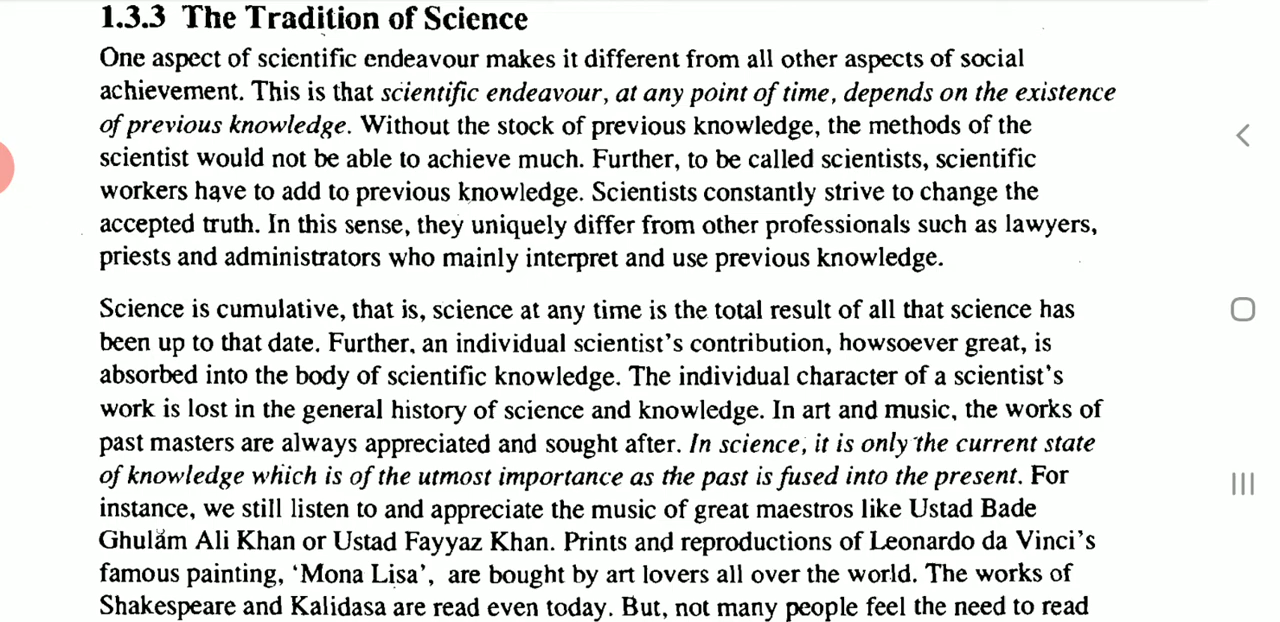 1.3.3 The Tradition of Science
One aspect of scientific endeavour makes it different from all other aspects of social
achievement. This is that scientific endeavour, at any point of time, depends on the existence
of previous knowledge. Without the stock of previous knowledge, the methods of the
scientist would not be able to achieve much. Further, to be called scientists, scientific
workers have to add to previous knowledge. Scientists constantly strive to change the
accepted truth. In this sense, they uniquely differ from other professionals such as lawyers,
priests and administrators who mainly interpret and use previous knowledge.
Science is cumulative, that is, science at any time is the total result of all that science has
been up to that date. Further, an individual scientist's contribution, howsoever great, is
absorbed into the body of scientific knowledge. The individual character of a scientist's
work is lost in the general history of science and knowledge. In art and music, the works of
past masters are always appreciated and sought after. In science, it is only the current state
of knowledge which is of the utmost importance as the past is fused into the present. For
instance, we still listen to and appreciate the music of great maestros like Ustad Bade
Ghulam Ali Khan or Ustad Fayyaz Khan. Prints and reproductions of Leonardo da Vinci's
famous painting, 'Mona Lisa', are bought by art lovers all over the world. The works of
Shakespeare and Kalidasa are read even today. But, not many people feel the need to read